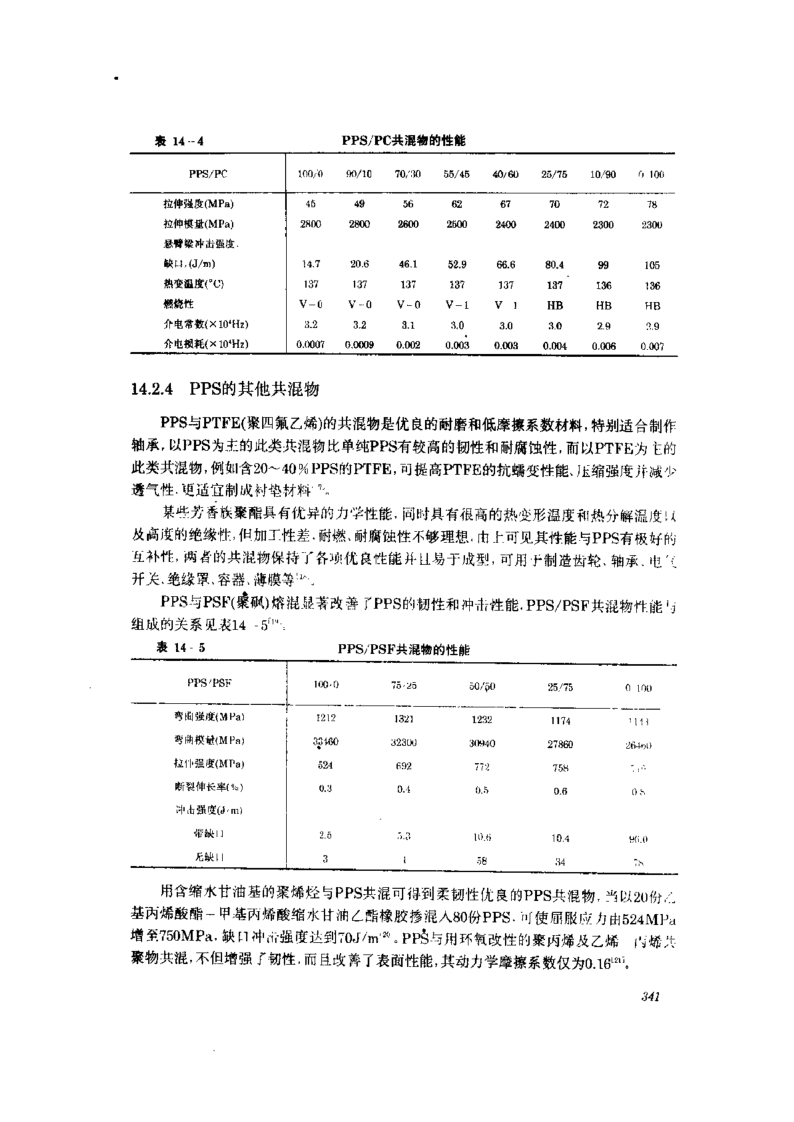 表 14-4 PPS/PC共混物的性能
PPS/PC 100/0 90/10 70/30 55/45 40/60 25/75 10/90 0 100
拉伸强度(MPa) 45 49 56 62 67 70 72 78
拉伸模量(MPa) 2800 2800 2600 2500 2400 2400 2300 2300
悬臂梁冲击强度.
缺口,(J/m) 14.7 20.6 46.1 52.9 66.6 80.4 99 105
热变温度(°C) 137 137 137 137 137 137 136 136
燃烧性 V-0 V-0 V-0 V-1 V 1 HB HB HB
介电常数(×10⁴Hz) 3.2 3.2 3.1 3.0 3.0 3.0 2.9 2.9
介电损耗(×10⁴Hz) 0.0007 0.0009 0.002 0.003 0.003 0.004 0.006 0.007
14.2.4 PPS的其他共混物
PPS与PTFE(聚四氟乙烯)的共混物是优良的耐磨和低摩擦系数材料,特别适合制作
轴承,以PPS为主的此类共混物比单纯PPS有较高的韧性和耐腐蚀性,而以PTFE为主的
此类共混物,例如含20~40%PPS的PTFE,可提高PTFE的抗蠕变性能、压缩强度并减少
透气性.更适宜制成衬垫材料。
某些芳香族聚酯具有优异的力学性能,同时具有很高的热变形温度和热分解温度以
及高度的绝缘性,但加工性差.耐燃、耐腐蚀性不够理想,由上可见其性能与PPS有极好的
互补性,两者的共混物保持了各项优良性能并且易于成型,可用于制造齿轮、轴承、电气
开关、绝缘罩、容器、薄膜等。
PPS与PSF(聚砜)熔混显著改善了PPS的韧性和冲击性能.PPS/PSF共混物性能与
组成的关系见表14-5[19]。
表 14-5 PPS/PSF共混物的性能
PPS/PSF 100/0 75/25 50/50 25/75 0 100
弯曲强度(MPa) 1212 1321 1232 1174
弯曲模量(MPa) 33460 32300 30940 27860 26460
拉伸强度(MPa) 524 692 772 758
断裂伸长率(%) 0.3 0.4 0.5 0.6 0.8
冲击强度(J/m)
带缺口 2.5 5.3 10.6 10.4 96.0
无缺口 3 58 34
用含缩水甘油基的聚烯烃与PPS共混可得到柔韧性优良的PPS共混物,当以20份乙
基丙烯酸酯-甲基丙烯酸缩水甘油乙酯橡胶掺混入80份PPS.可使屈服应力由524MPa
增至750MPa.缺口冲击强度达到70J/m[20]。PPS与用环氧改性的聚丙烯及乙烯 丙烯共
聚物共混,不但增强了韧性,而且改善了表面性能,其动力学摩擦系数仅为0.16[21]。
341